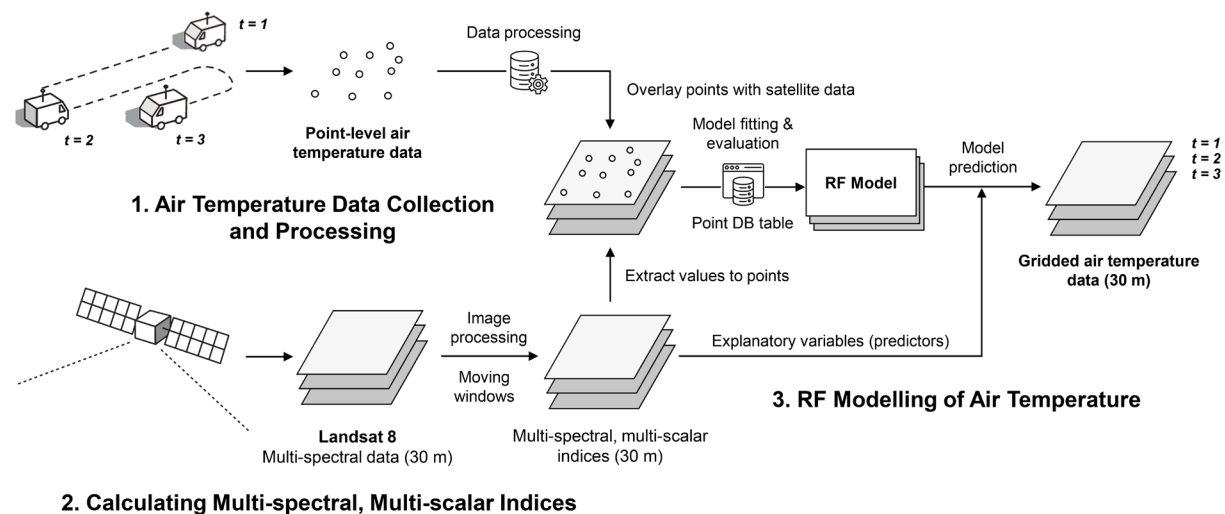 t = 1
t = 2
t = 3
Point-level air
temperature data
Data processing
Overlay points with satellite data
1. Air Temperature Data Collection
and Processing
Model fitting &
evaluation
Point DB table
RF Model
Model
prediction
t = 1
t = 2
t = 3
Gridded air temperature
data (30 m)
Extract values to points
Landsat 8
Multi-spectral data (30 m)
Image
processing
Moving
windows
Multi-spectral, multi-scalar
indices (30 m)
Explanatory variables (predictors)
3. RF Modelling of Air Temperature
2. Calculating Multi-spectral, Multi-scalar Indices